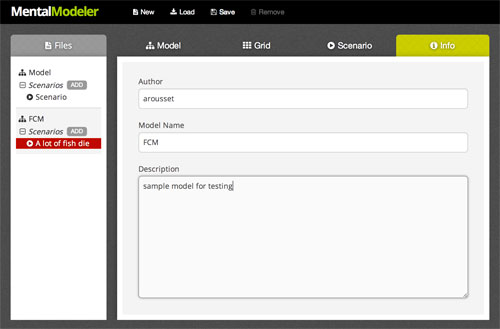 MentalModeler New Load Save Remove
Files Model Grid Scenario Info
Model
Scenarios ADD
Scenario
FCM
Scenarios ADD
A lot of fish die
Author
arousset
Model Name
FCM
Description
sample model for testing